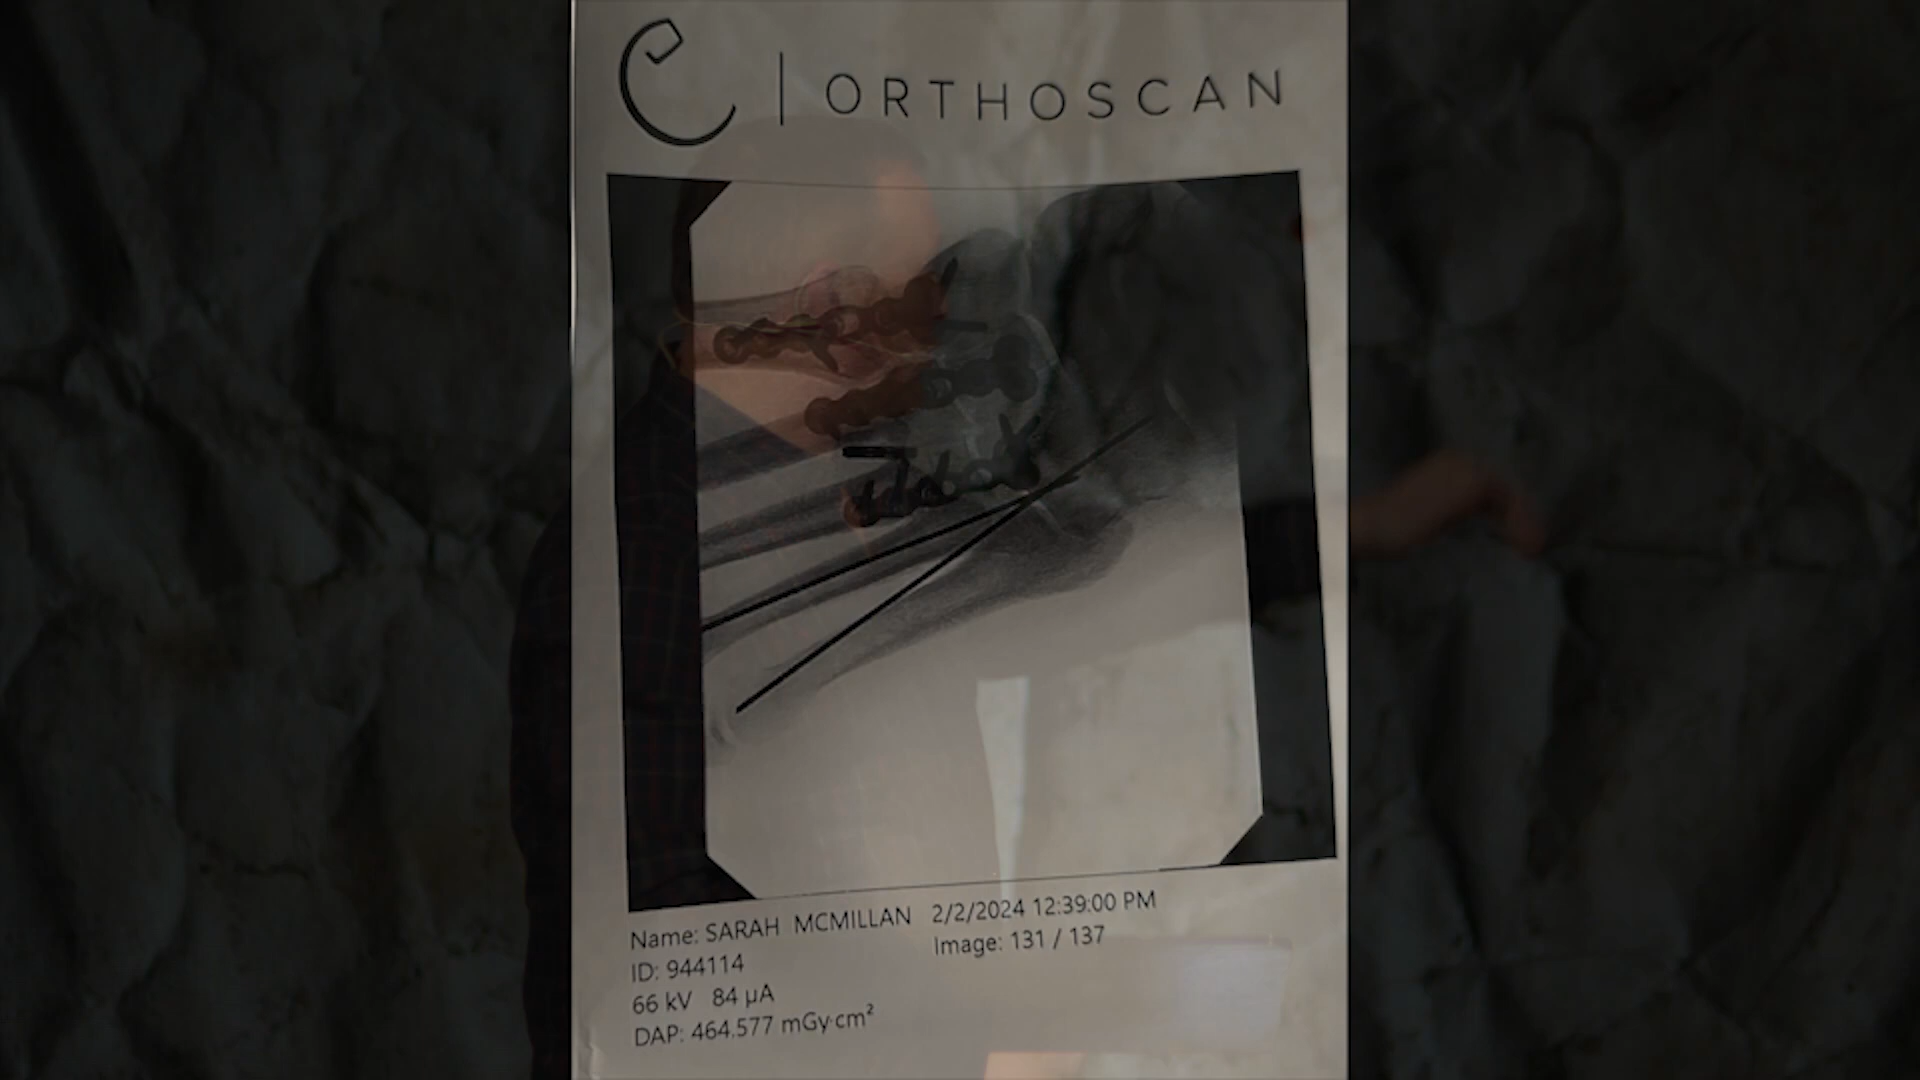 ORTHOSCAN
Name: SARAH MCMILLAN 2/2/2024 12:39:00 PM
ID: 944114 Image: 131 / 137
66 kV 84 µA
DAP: 464.577 mGy·cm²